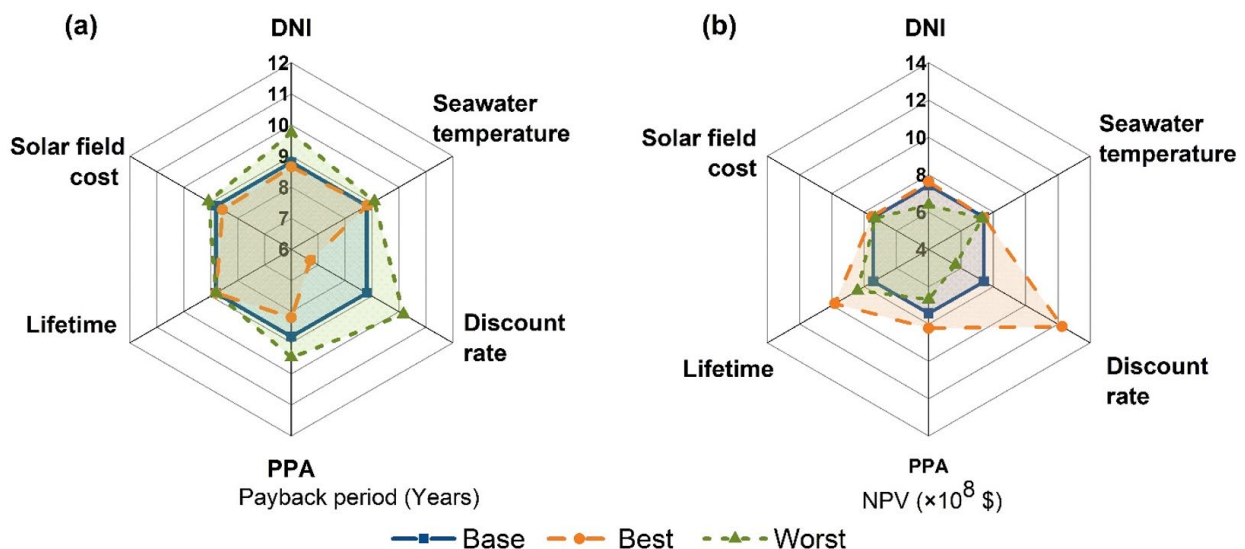 (a)
DNI
12
11
10
9
8
7
6
Seawater
temperature
Solar field
cost
Lifetime
Discount
rate
PPA
Payback period (Years)
(b)
DNI
14
12
10
8
6
4
Seawater
temperature
Solar field
cost
Lifetime
Discount
rate
PPA
NPV (×10⁸ $)
Base Best Worst